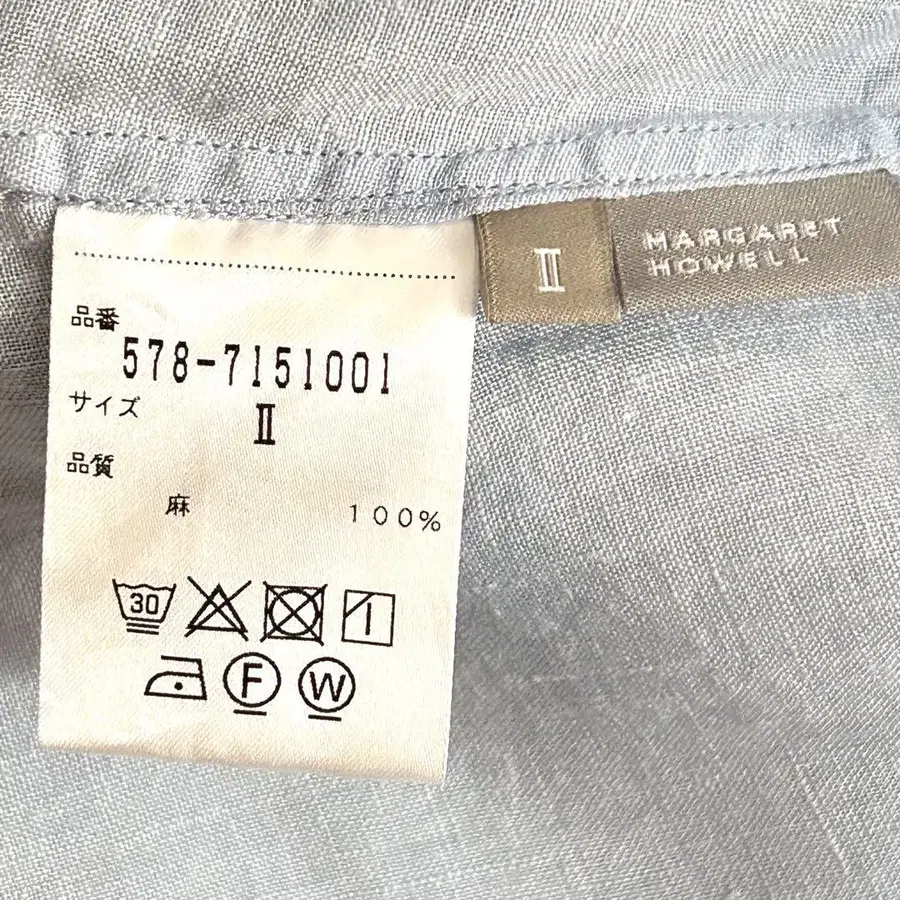 品番
578-7151001
サイズ
Ⅱ
品質
麻 100%
30
F W
Ⅱ
MARGARET
HOWELL